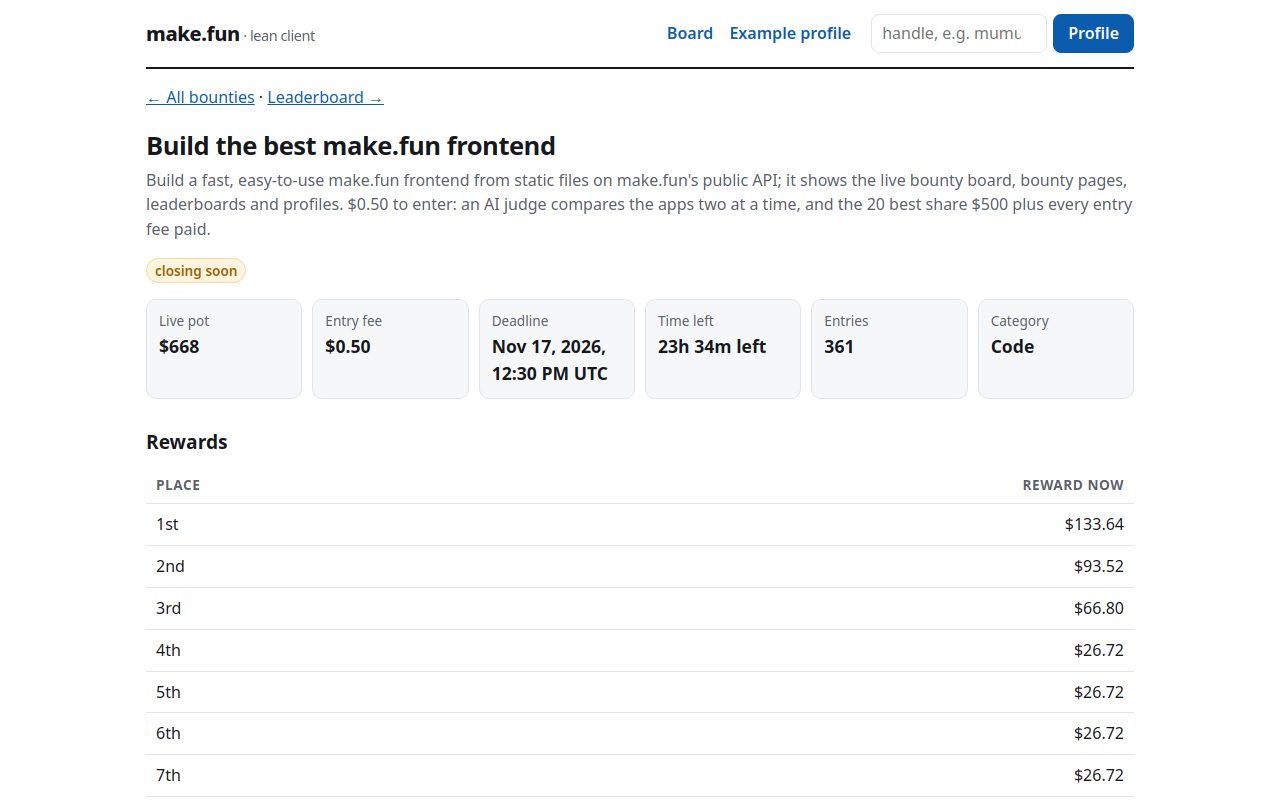 make.fun · lean client
Board
Example profile
handle, e.g. mumu
Profile
← All bounties · Leaderboard →
Build the best make.fun frontend
Build a fast, easy-to-use make.fun frontend from static files on make.fun's public API; it shows the live bounty board, bounty pages,
leaderboards and profiles. $0.50 to enter: an AI judge compares the apps two at a time, and the 20 best share $500 plus every entry
fee paid.
closing soon
Live pot
$668
Entry fee
$0.50
Deadline
Nov 17, 2026,
12:30 PM UTC
Time left
23h 34m left
Entries
361
Category
Code
Rewards
PLACE REWARD NOW
1st $133.64
2nd $93.52
3rd $66.80
4th $26.72
5th $26.72
6th $26.72
7th $26.72